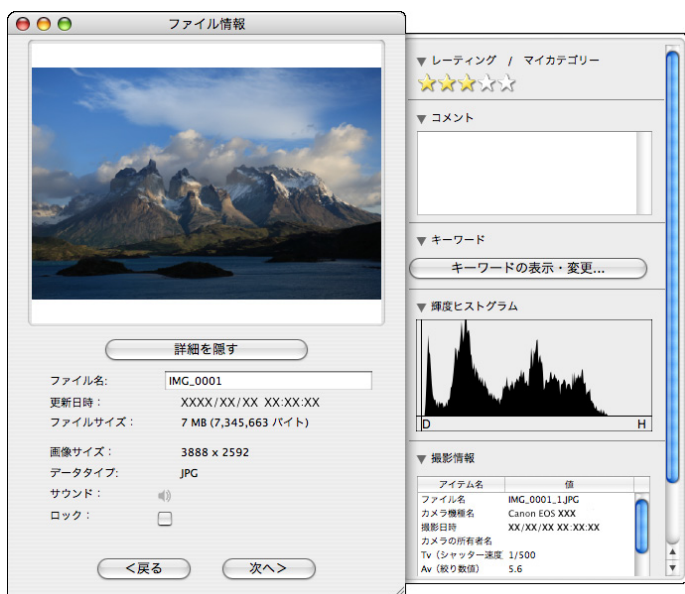 ファイル情報
詳細を隠す
ファイル名: IMG_0001
更新日時： XXXX/XX/XX XX:XX:XX
ファイルサイズ： 7 MB (7,345,663 バイト)
画像サイズ： 3888 x 2592
データタイプ: JPG
サウンド：
ロック：
<戻る 次へ>
レーティング / マイカテゴリー
コメント
キーワード
キーワードの表示・変更...
輝度ヒストグラム
D H
撮影情報
アイテム名 値
ファイル名 IMG_0001_1.JPG
カメラ機種名 Canon EOS XXX
撮影日時 XX/XX/XX XX:XX:XX
カメラの所有者名
Tv（シャッター速度 1/500
Av（絞り数値） 5.6